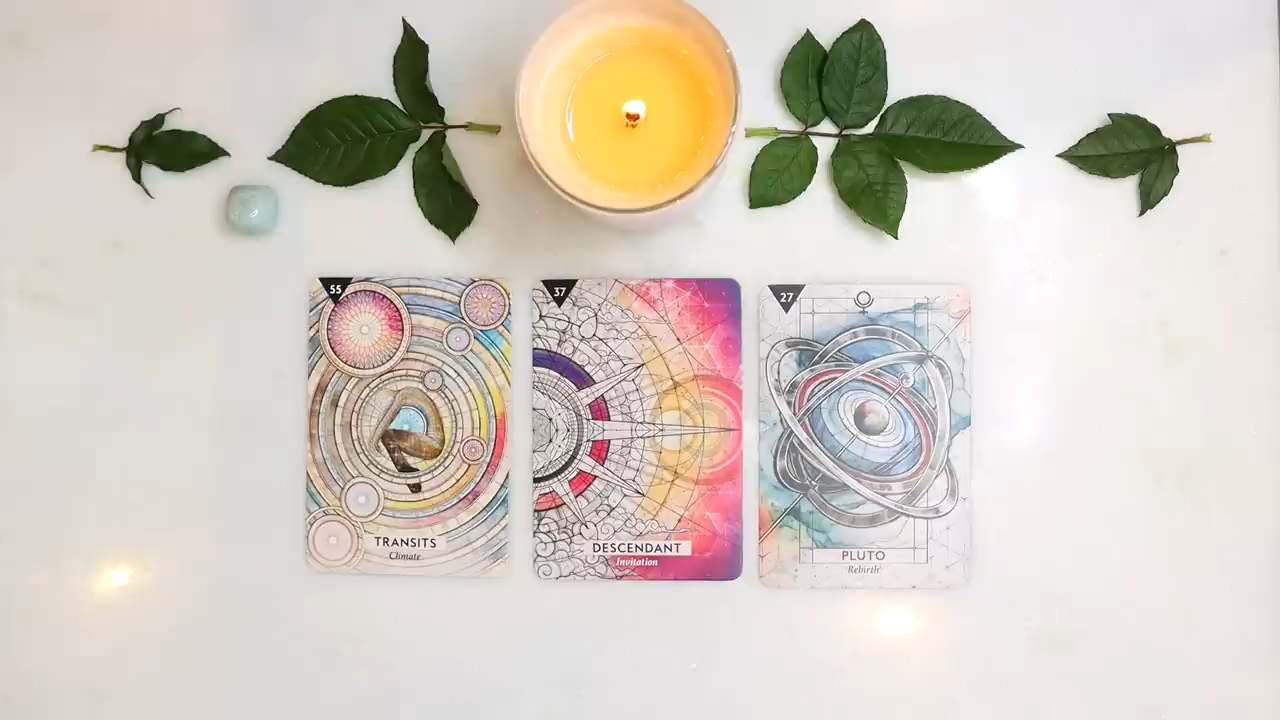 55
TRANSITS
Climate
37
DESCENDANT
Invitation
27
PLUTO
Rebirth